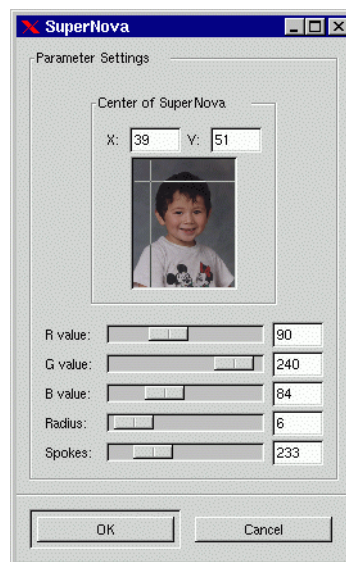 SuperNova
Parameter Settings
Center of SuperNova
X: 39 Y: 51
R value: 90
G value: 240
B value: 84
Radius: 6
Spokes: 233
OK Cancel